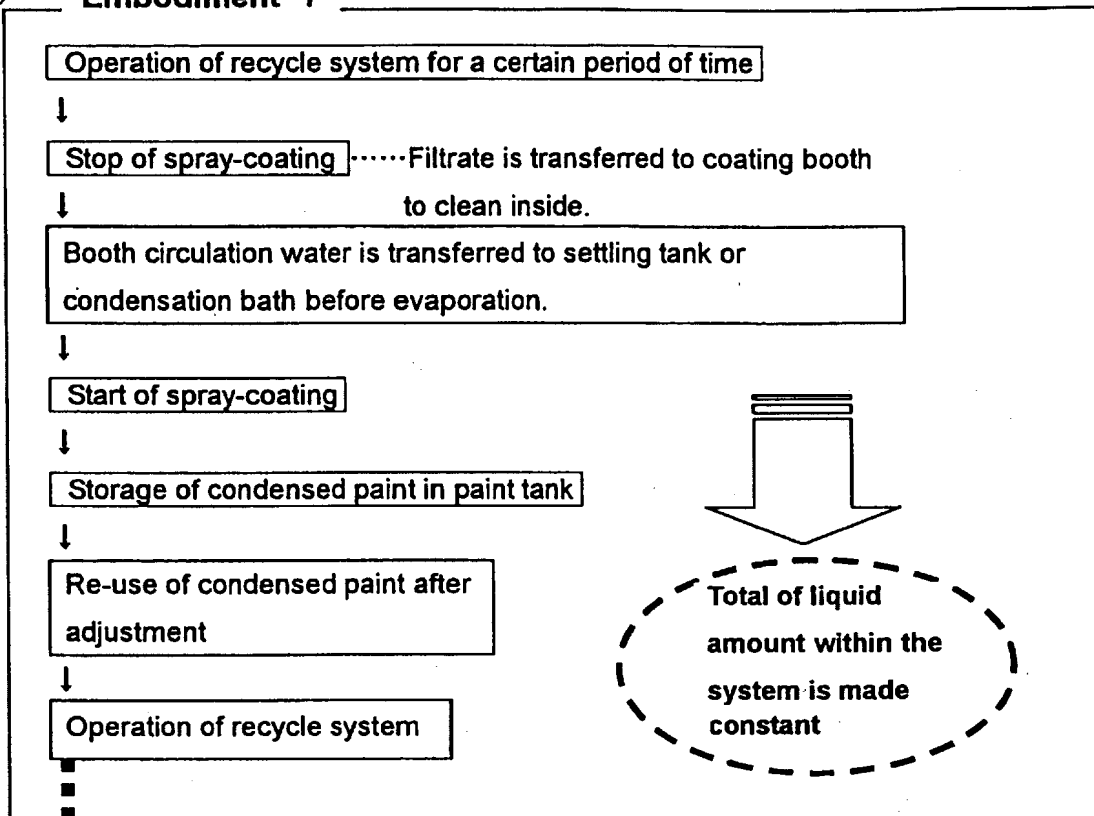 Operation of recycle system for a certain period of time
Stop of spray-coating ······Filtrate is transferred to coating booth
to clean inside.
Booth circulation water is transferred to settling tank or
condensation bath before evaporation.
Start of spray-coating
Storage of condensed paint in paint tank
Re-use of condensed paint after
adjustment
Operation of recycle system
Total of liquid
amount within the
system is made
constant